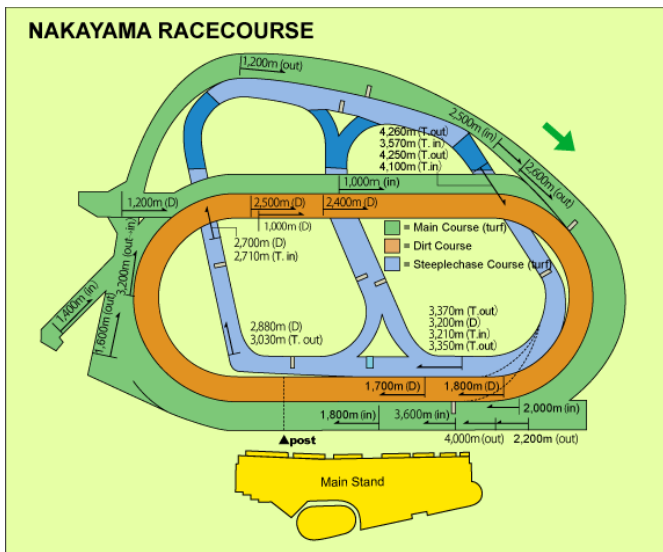 NAKAYAMA RACECOURSE
1,200m (out)
2,500m (in)
4,260m (T.out)
3,570m (T. in)
4,250m (T.out)
4,100m (T.in)
2,600m (out)
1,000m (in)
1,200m (D)
2,500m (D)
2,400m (D)
1,000m (D)
= Main Course (turf)
= Dirt Course
= Steeplechase Course (turf)
2,700m (D)
2,710m (T. in)
3,200m (out→in)
1,400m (in)
1,600m (out)
2,880m (D)
3,030m (T. out)
3,370m (T.out)
3,200m (D)
3,210m (T.in)
3,350m (T.out)
1,700m (D)
1,800m (D)
1,800m (in)
3,600m (in)
2,000m (in)
▲post
4,000m (out)
2,200m (out)
Main Stand